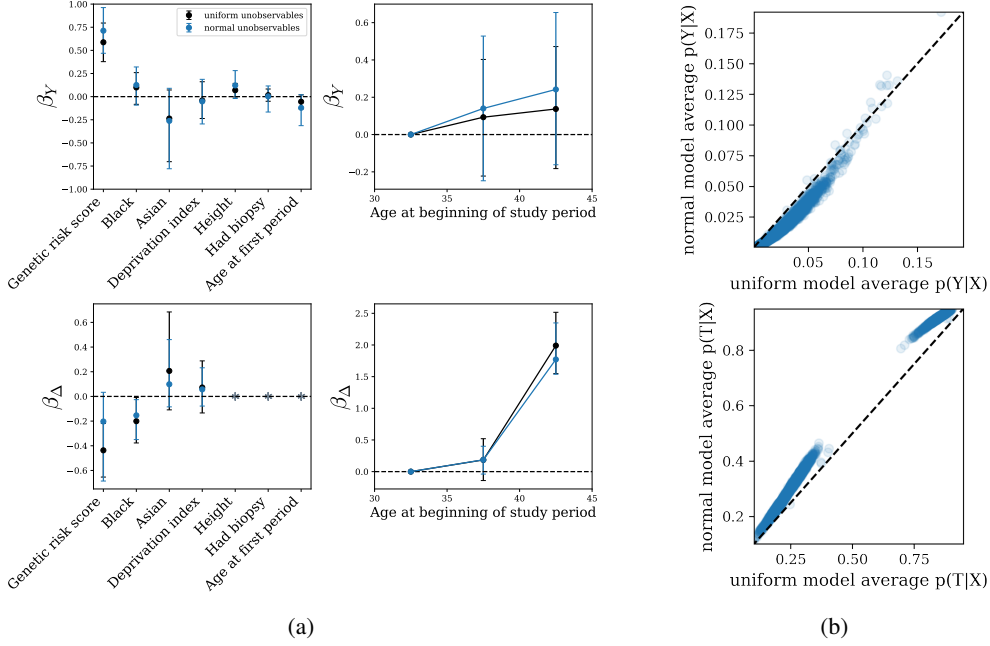 uniform unobservables
normal unobservables
β_Y
1.00
0.75
0.50
0.25
0.00
−0.25
−0.50
−0.75
−1.00
Genetic risk score
Black
Asian
Deprivation index
Height
Had biopsy
Age at first period
β_Y
0.6
0.4
0.2
0.0
−0.2
30
35
40
45
Age at beginning of study period
β_Δ
0.6
0.4
0.2
0.0
−0.2
−0.4
−0.6
Genetic risk score
Black
Asian
Deprivation index
Height
Had biopsy
Age at first period
β_Δ
2.5
2.0
1.5
1.0
0.5
0.0
30
35
40
45
Age at beginning of study period
(a)
normal model average p(Y|X)
0.175
0.150
0.125
0.100
0.075
0.050
0.025
0.05
0.10
0.15
uniform model average p(Y|X)
normal model average p(T|X)
0.8
0.6
0.4
0.2
0.25
0.50
0.75
uniform model average p(T|X)
(b)